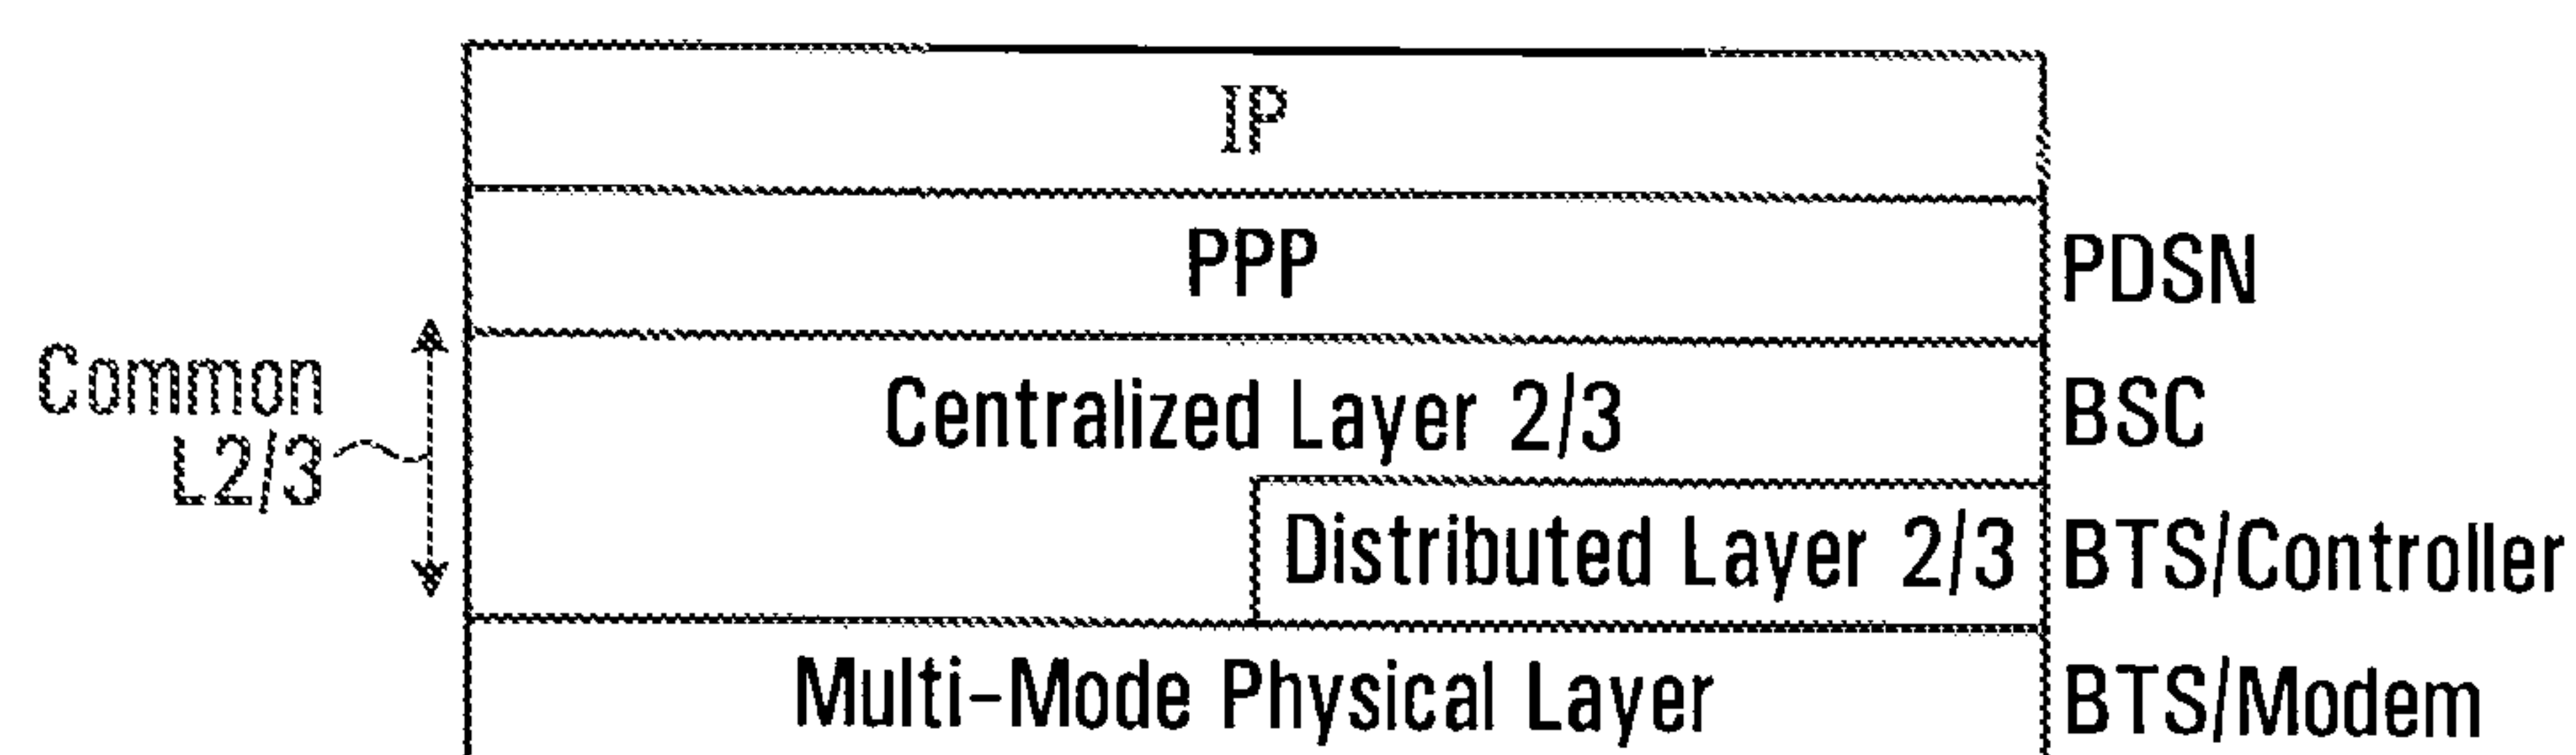 IP
PPP
PDSN
Common
L2/3
Centralized Layer 2/3
BSC
Distributed Layer 2/3
BTS/Controller
Multi-Mode Physical Layer
BTS/Modem